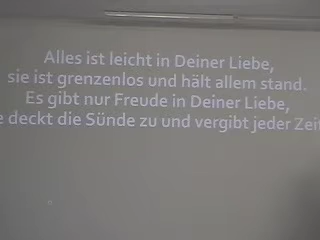 Alles ist leicht in Deiner Liebe,
sie ist grenzenlos und hält allem stand.
Es gibt nur Freude in Deiner Liebe,
e deckt die Sünde zu und vergibt jeder Zeit